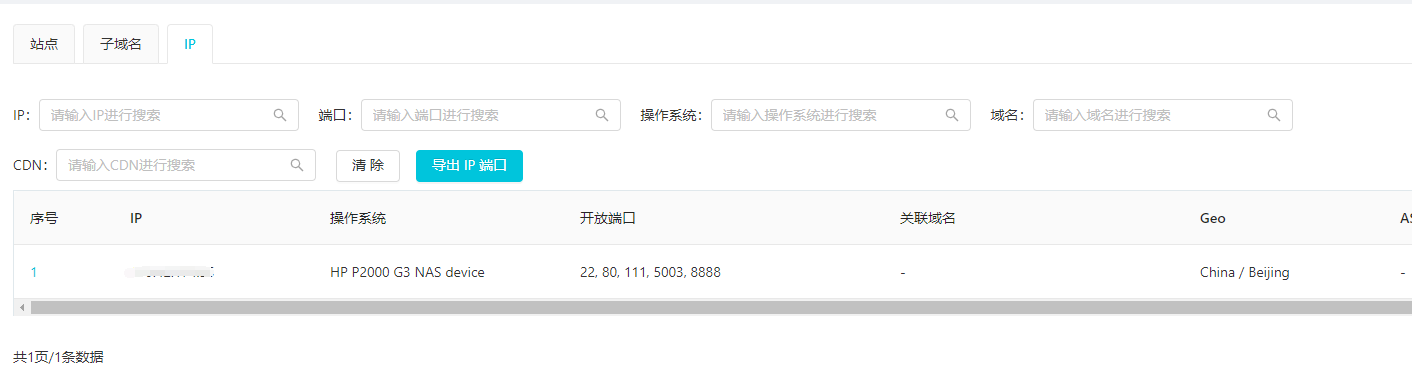 站点 子域名 IP
IP: 请输入IP进行搜索 端口: 请输入端口进行搜索 操作系统: 请输入操作系统进行搜索 域名: 请输入域名进行搜索
CDN: 请输入CDN进行搜索 清 除 导出 IP 端口
序号 IP 操作系统 开放端口 关联域名 Geo AS
1 HP P2000 G3 NAS device 22, 80, 111, 5003, 8888 - China / Beijing -
共1页/1条数据